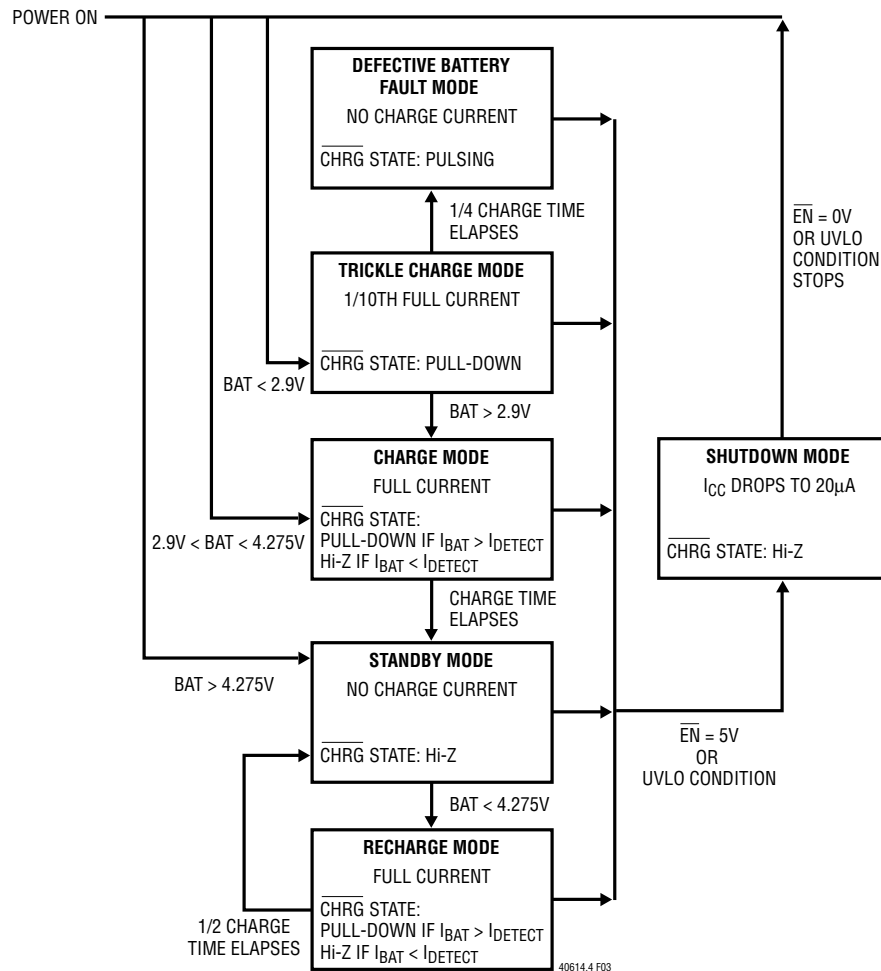 POWER ON
DEFECTIVE BATTERY
FAULT MODE
NO CHARGE CURRENT
CHRG STATE: PULSING
1/4 CHARGE TIME
ELAPSES
TRICKLE CHARGE MODE
1/10TH FULL CURRENT
CHRG STATE: PULL-DOWN
BAT < 2.9V
BAT > 2.9V
CHARGE MODE
FULL CURRENT
CHRG STATE:
PULL-DOWN IF IBAT > IDETECT
Hi-Z IF IBAT < IDETECT
2.9V < BAT < 4.275V
CHARGE TIME
ELAPSES
STANDBY MODE
NO CHARGE CURRENT
CHRG STATE: Hi-Z
BAT > 4.275V
BAT < 4.275V
RECHARGE MODE
FULL CURRENT
CHRG STATE:
PULL-DOWN IF IBAT > IDETECT
Hi-Z IF IBAT < IDETECT
1/2 CHARGE
TIME ELAPSES
EN = 0V
OR UVLO
CONDITION
STOPS
SHUTDOWN MODE
ICC DROPS TO 20μA
CHRG STATE: Hi-Z
EN = 5V
OR
UVLO CONDITION
40614.4 F03